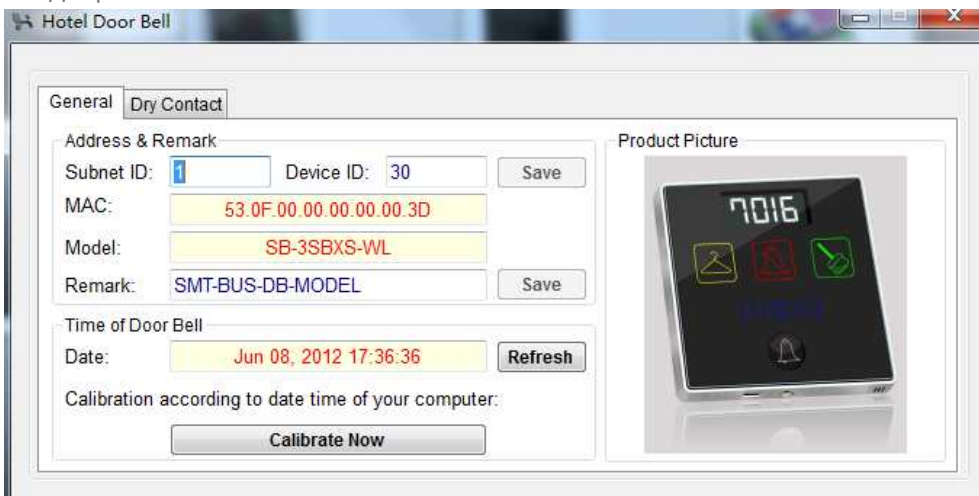 Hotel Door Bell
General Dry Contact
Address & Remark
Subnet ID: 1 Device ID: 30 Save
MAC: 53.0F.00.00.00.00.00.3D
Model: SB-3SBXS-WL
Remark: SMT-BUS-DB-MODEL Save
Time of Door Bell
Date: Jun 08, 2012 17:36:36 Refresh
Calibration according to date time of your computer:
Calibrate Now
Product Picture
7016